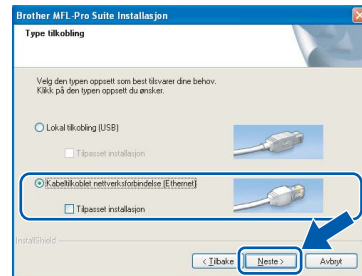 Brother MFL-Pro Suite Installasjon
Type tilkobling
Velg den typen oppsett som best tilsvarer dine behov.
Klikk på den typen oppsett du ønsker.
Lokal tilkobling (USB)
Tilpasset installasjon
Kabeltilkoblet nettverksforbindelse (Ethernet)
Tilpasset installasjon
InstallShield
< Tilbake
Neste >
Avbryt